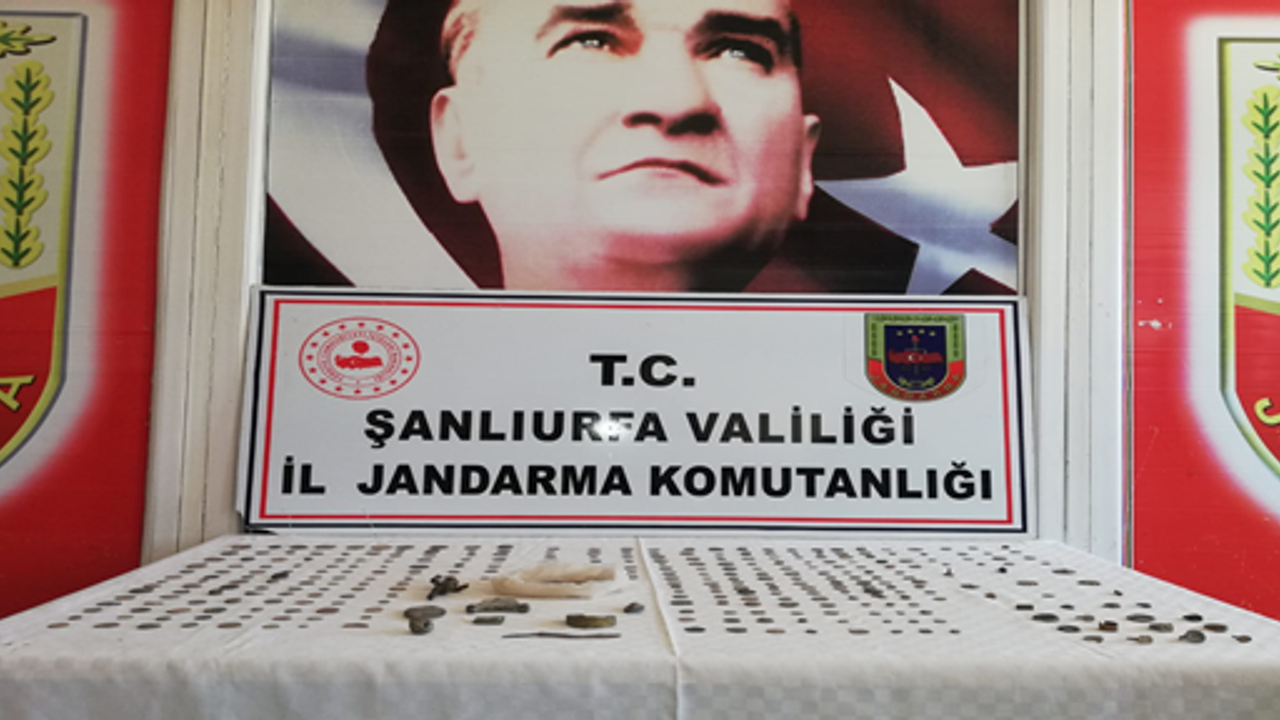 T.C.
ŞANLIURFA VALİLİĞİ
İL JANDARMA KOMUTANLIĞI